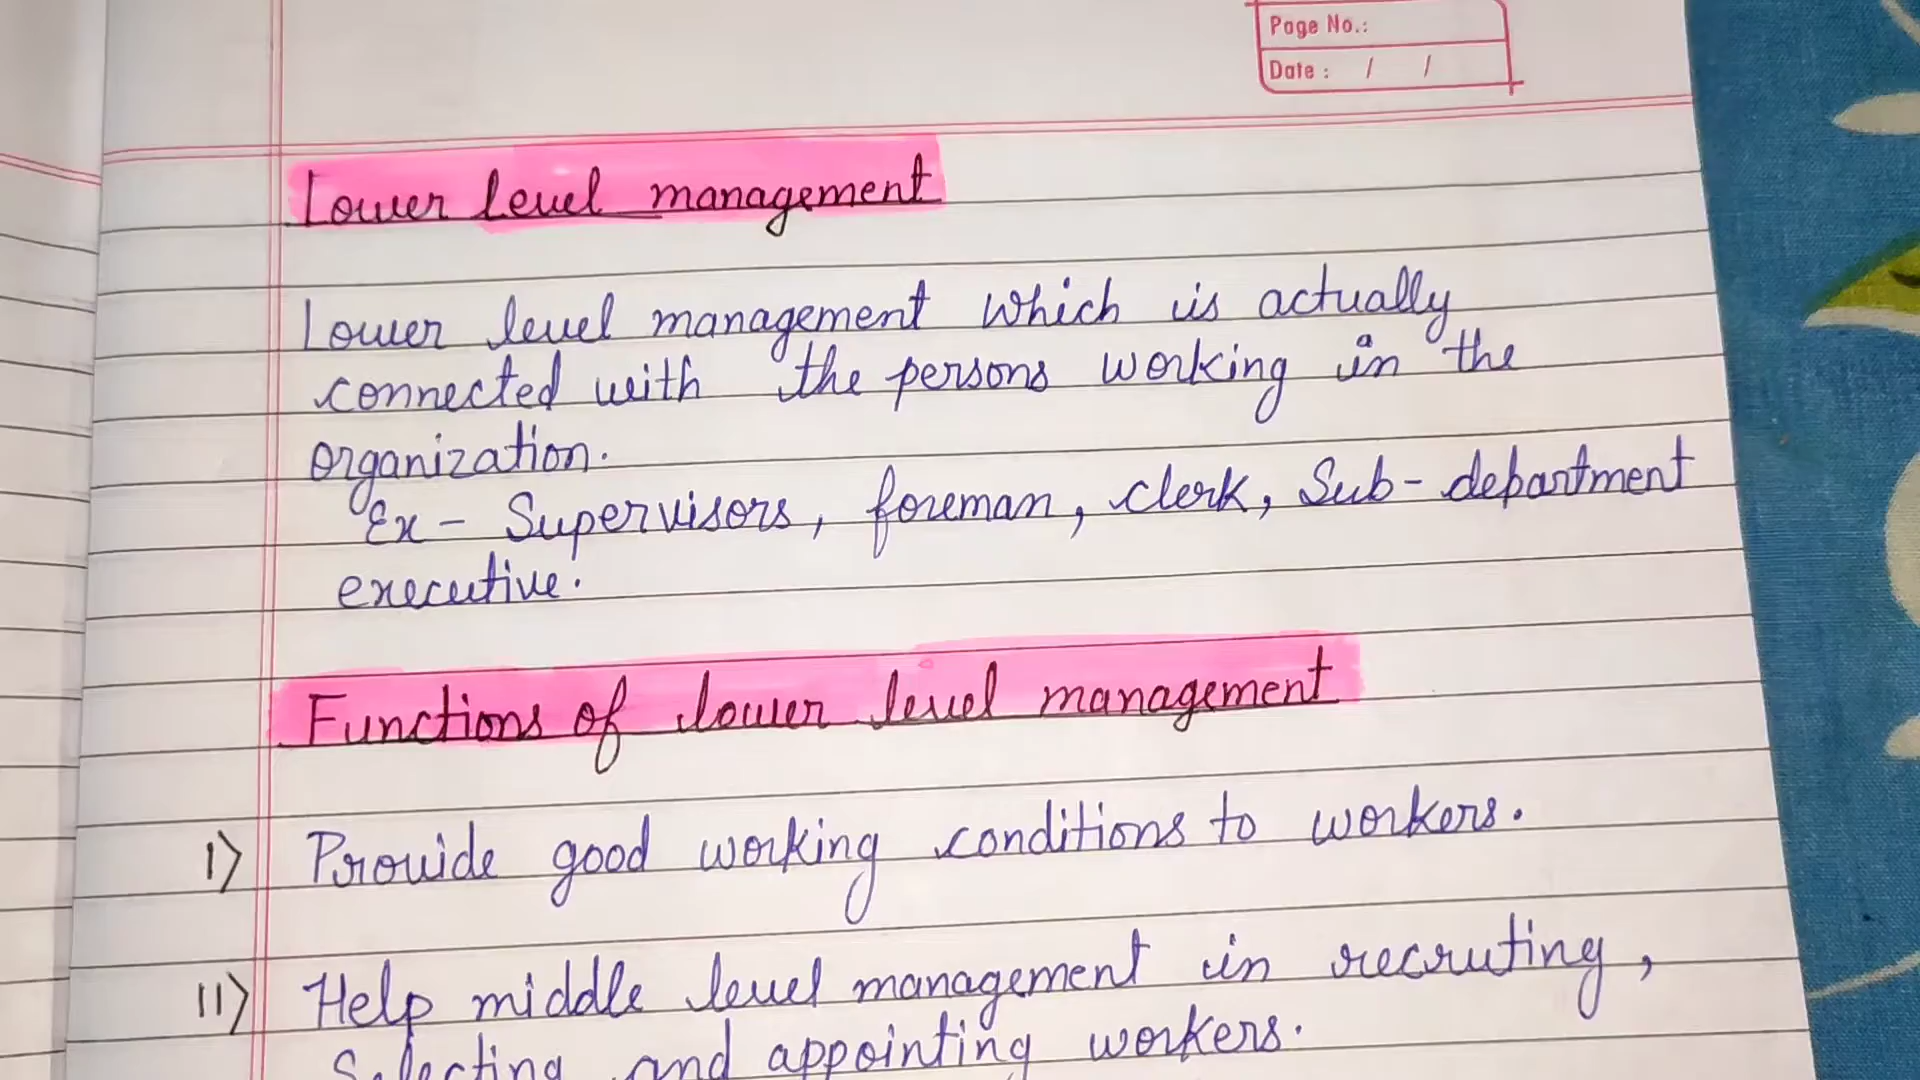 Page No.:
Date : / /
Lower level management
Lower level management which is actually
connected with the persons working in the
organization.
Ex - Supervisors, foreman, clerk, Sub-department
executive.
Functions of lower level management
I) Provide good working conditions to workers.
II) Help middle level management in recruting,
Selecting and appointing workers.